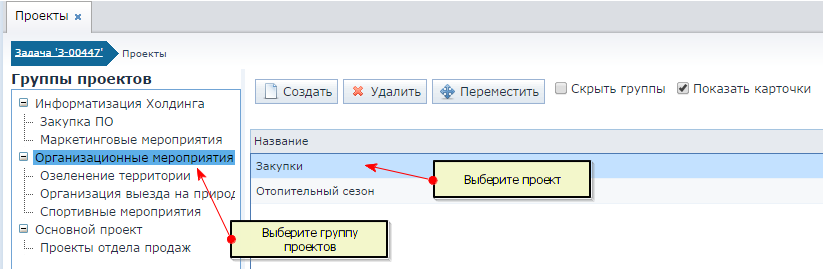 Проекты
Задача '3-00447' Проекты
Группы проектов
Информатизация Холдинга
Закупка ПО
Маркетинговые мероприятия
Организационные мероприятия
Озеленение территории
Организация выезда на природ
Спортивные мероприятия
Основной проект
Проекты отдела продаж
Создать Удалить Переместить Скрыть группы Показать карточки
Название
Закупки
Отопительный сезон
Выберите проект
Выберите группу
проектов